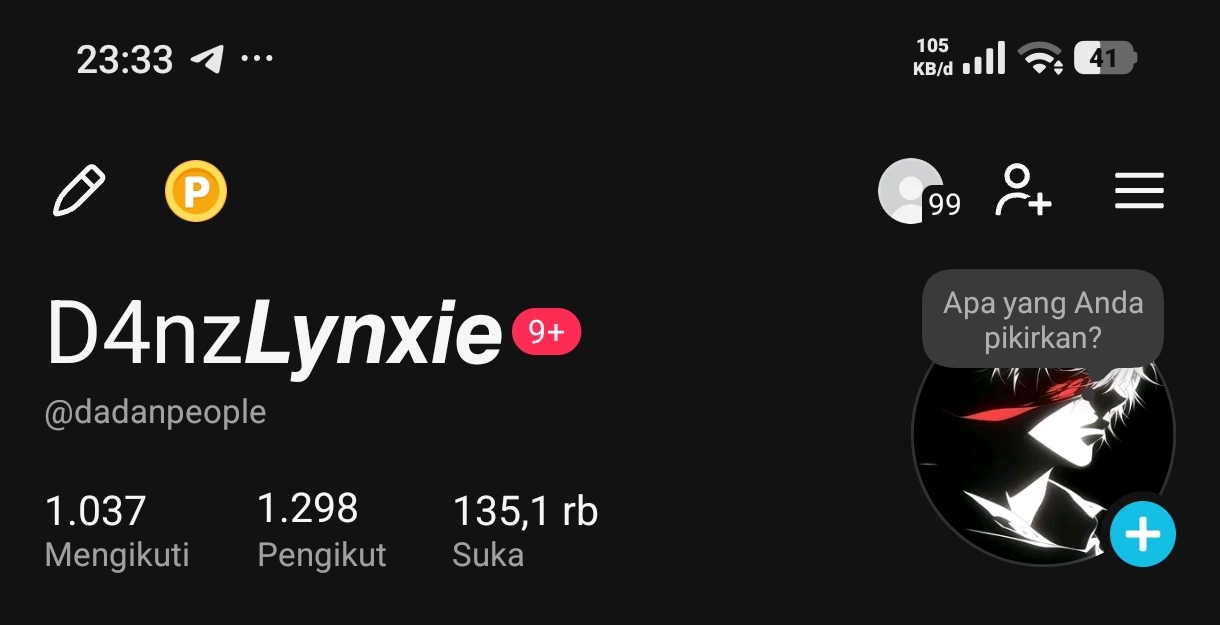 23:33 ...
105
KB/d
41
P
99
D4nzLynxie 9+
Apa yang Anda
pikirkan?
@dadanpeople
1.037 1.298 135,1 rb
Mengikuti Pengikut Suka